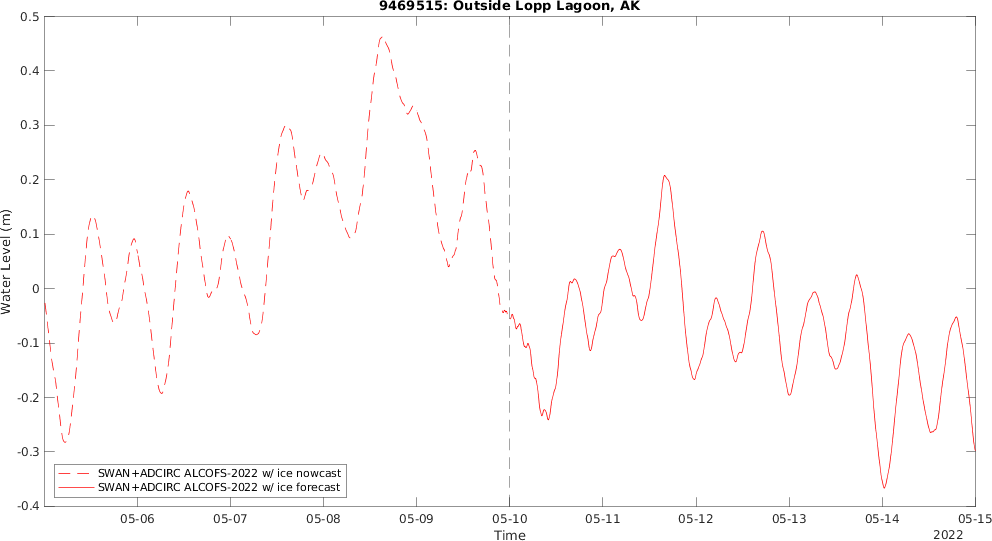 9469515: Outside Lopp Lagoon, AK
Water Level (m)
0.5
0.4
0.3
0.2
0.1
0
-0.1
-0.2
-0.3
-0.4
SWAN+ADCIRC ALCOFS-2022 w/ ice nowcast
SWAN+ADCIRC ALCOFS-2022 w/ ice forecast
05-06 05-07 05-08 05-09 05-10 05-11 05-12 05-13 05-14 05-15
Time
2022